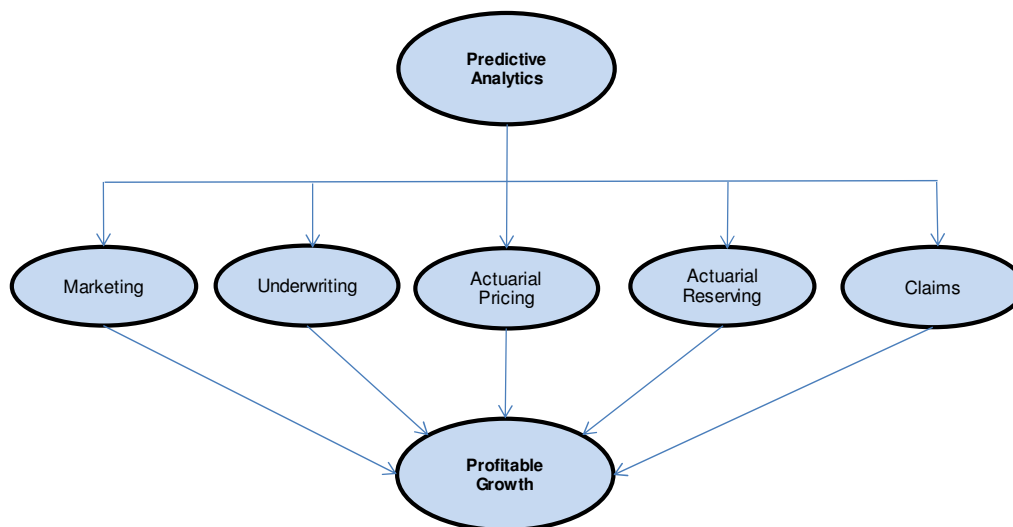 Predictive
Analytics
Marketing
Underwriting
Actuarial
Pricing
Actuarial
Reserving
Claims
Profitable
Growth